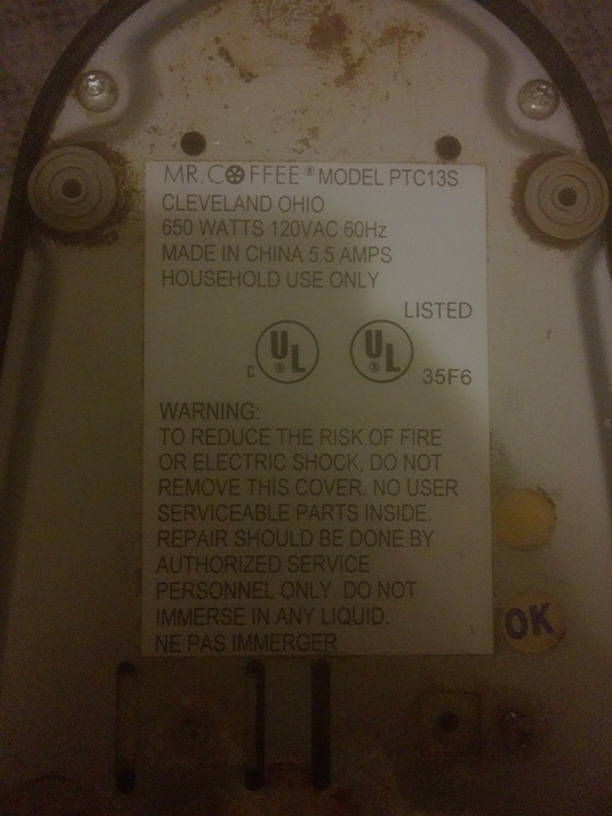 MR. COFFEE® MODEL PTC13S
CLEVELAND OHIO
650 WATTS 120VAC 60Hz
MADE IN CHINA 5.5 AMPS
HOUSEHOLD USE ONLY
LISTED
C UL® UL®
35F6
WARNING:
TO REDUCE THE RISK OF FIRE
OR ELECTRIC SHOCK, DO NOT
REMOVE THIS COVER. NO USER
SERVICEABLE PARTS INSIDE.
REPAIR SHOULD BE DONE BY
AUTHORIZED SERVICE
PERSONNEL ONLY. DO NOT
IMMERSE IN ANY LIQUID.
NE PAS IMMERGER
OK